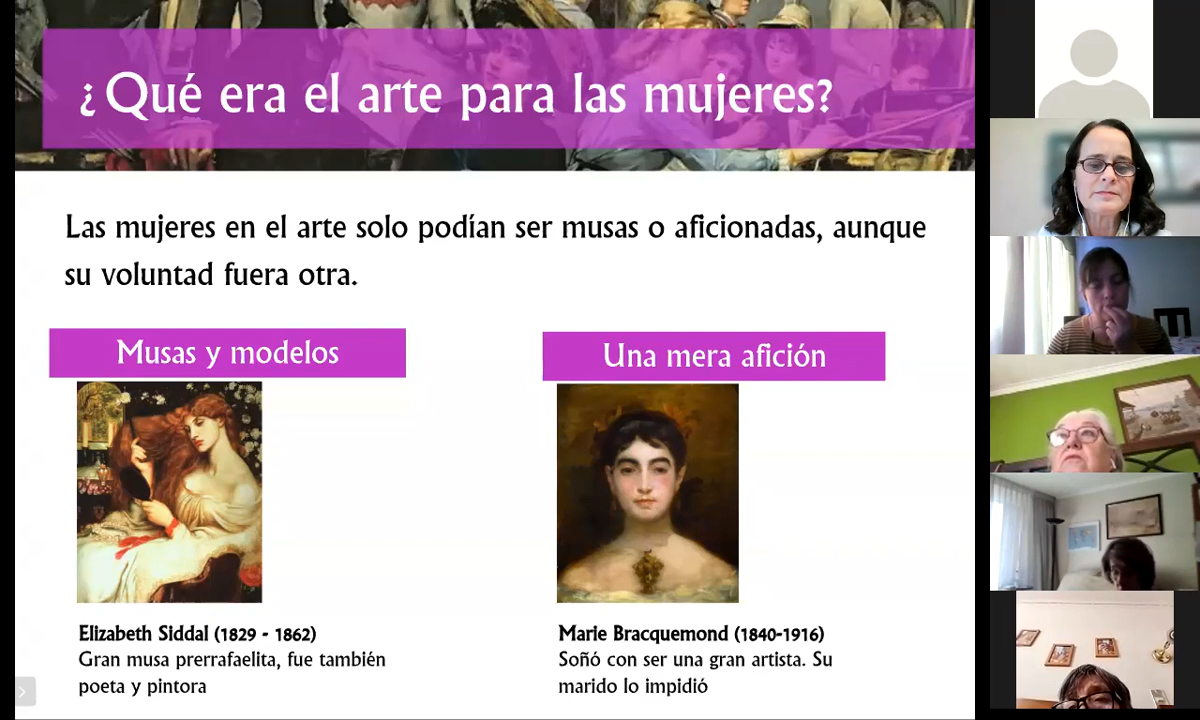 ¿Qué era el arte para las mujeres?
Las mujeres en el arte solo podían ser musas o aficionadas, aunque
su voluntad fuera otra.
Musas y modelos
Una mera afición
Elizabeth Siddal (1829 - 1862)
Gran musa prerrafaelita, fue también
poeta y pintora
Marie Bracquemond (1840-1916)
Soñó con ser una gran artista. Su
marido lo impidió